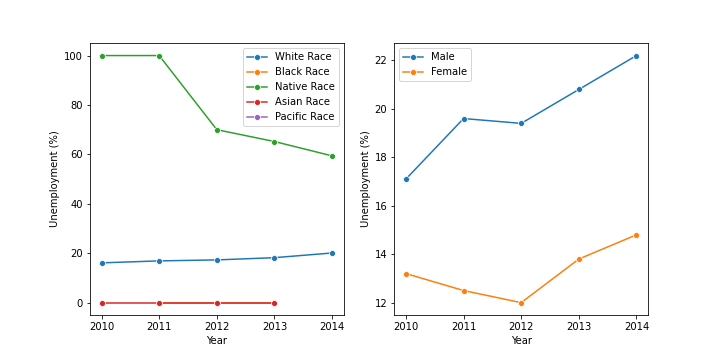 Unemployment (%)
100
80
60
40
20
0
White Race
Black Race
Native Race
Asian Race
Pacific Race
2010 2011 2012 2013 2014
Year
Unemployment (%)
22
20
18
16
14
12
Male
Female
2010 2011 2012 2013 2014
Year